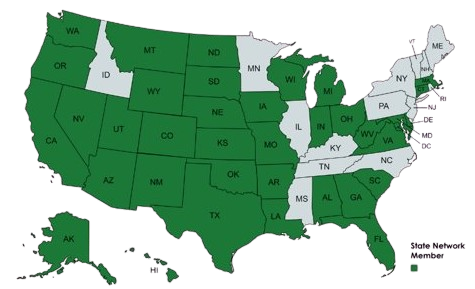 WA
MT
ND
MN
ME
VT
NH
OR
ID
SD
WI
MI
NY
MA
CT
RI
WY
NE
IA
PA
NJ
NV
UT
CO
KS
MO
IL
IN
OH
WV
VA
DE
MD
DC
CA
KY
NC
AZ
NM
OK
AR
TN
SC
TX
LA
MS
AL
GA
FL
AK
HI
State Network
Member